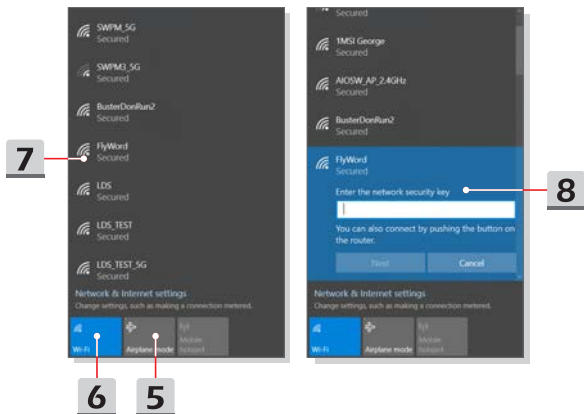 SWPM_5G
Secured
SWPM3_5G
Secured
BusterDonRun2
Secured
7
FlyWord
Secured
LDS
Secured
LDS_TEST
Secured
LDS_TEST_5G
Secured
Network & Internet settings
Change settings, such as making a connection metered.
Wi-Fi
Airplane mode
Mobile
hotspot
6
5
Secured
1MSI George
Secured
AIOSW_AP_2.4GHz
Secured
BusterDonRun2
Secured
FlyWord
Secured
Enter the network security key
8
You can also connect by pushing the button on
the router.
Next
Cancel
Network & Internet settings
Change settings, such as making a connection metered.
Wi-Fi
Airplane mode
Mobile
hotspot